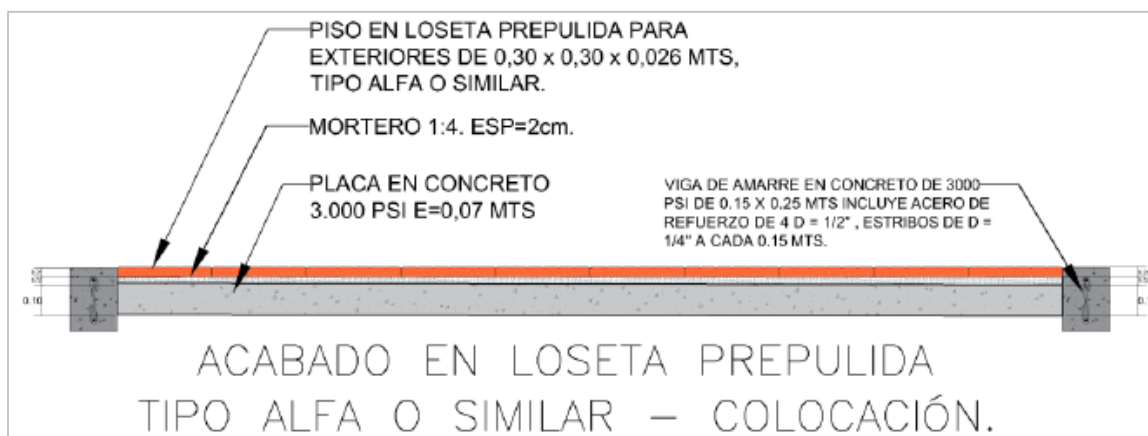 PISO EN LOSETA PREPULIDA PARA
EXTERIORES DE 0,30 x 0,30 x 0,026 MTS,
TIPO ALFA O SIMILAR.
MORTERO 1:4. ESP=2cm.
PLACA EN CONCRETO
3.000 PSI E=0,07 MTS
VIGA DE AMARRE EN CONCRETO DE 3000
PSI DE 0.15 X 0.25 MTS INCLUYE ACERO DE
REFUERZO DE 4 D = 1/2" , ESTRIBOS DE D =
1/4" A CADA 0.15 MTS.
0.10
ACABADO EN LOSETA PREPULIDA
TIPO ALFA O SIMILAR – COLOCACIÓN.